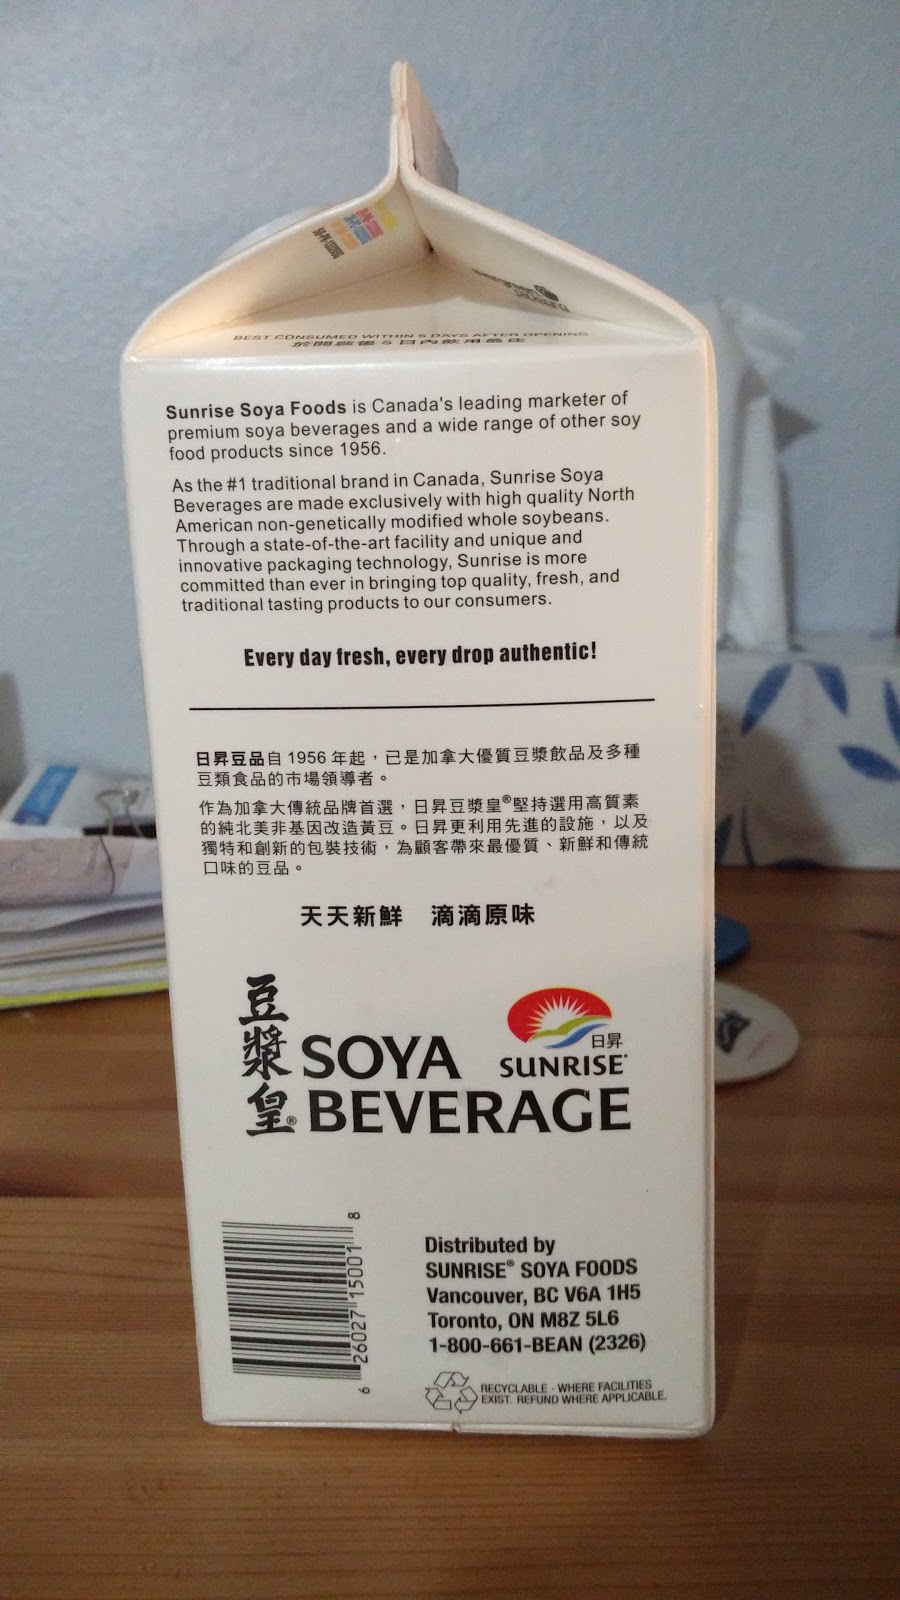 BEST CONSUMED WITHIN 5 DAYS AFTER OPENING
於開啟後 5 日內飲用最佳
Sunrise Soya Foods is Canada's leading marketer of
premium soya beverages and a wide range of other soy
food products since 1956.
As the #1 traditional brand in Canada, Sunrise Soya
Beverages are made exclusively with high quality North
American non-genetically modified whole soybeans.
Through a state-of-the-art facility and unique and
innovative packaging technology, Sunrise is more
committed than ever in bringing top quality, fresh, and
traditional tasting products to our consumers.
Every day fresh, every drop authentic!
日昇豆品自 1956 年起，已是加拿大優質豆漿飲品及多種
豆類食品的市場領導者。
作為加拿大傳統品牌首選，日昇豆漿皇®堅持選用高質素
的純北美非基因改造黃豆。日昇更利用先進的設施，以及
獨特和創新的包裝技術，為顧客帶來最優質、新鮮和傳統
口味的豆品。
天天新鮮 滴滴原味
豆漿皇®
SOYA
BEVERAGE
日昇
SUNRISE
6 26027 15001 8
Distributed by
SUNRISE® SOYA FOODS
Vancouver, BC V6A 1H5
Toronto, ON M8Z 5L6
1-800-661-BEAN (2326)
RECYCLABLE - WHERE FACILITIES
EXIST. REFUND WHERE APPLICABLE.